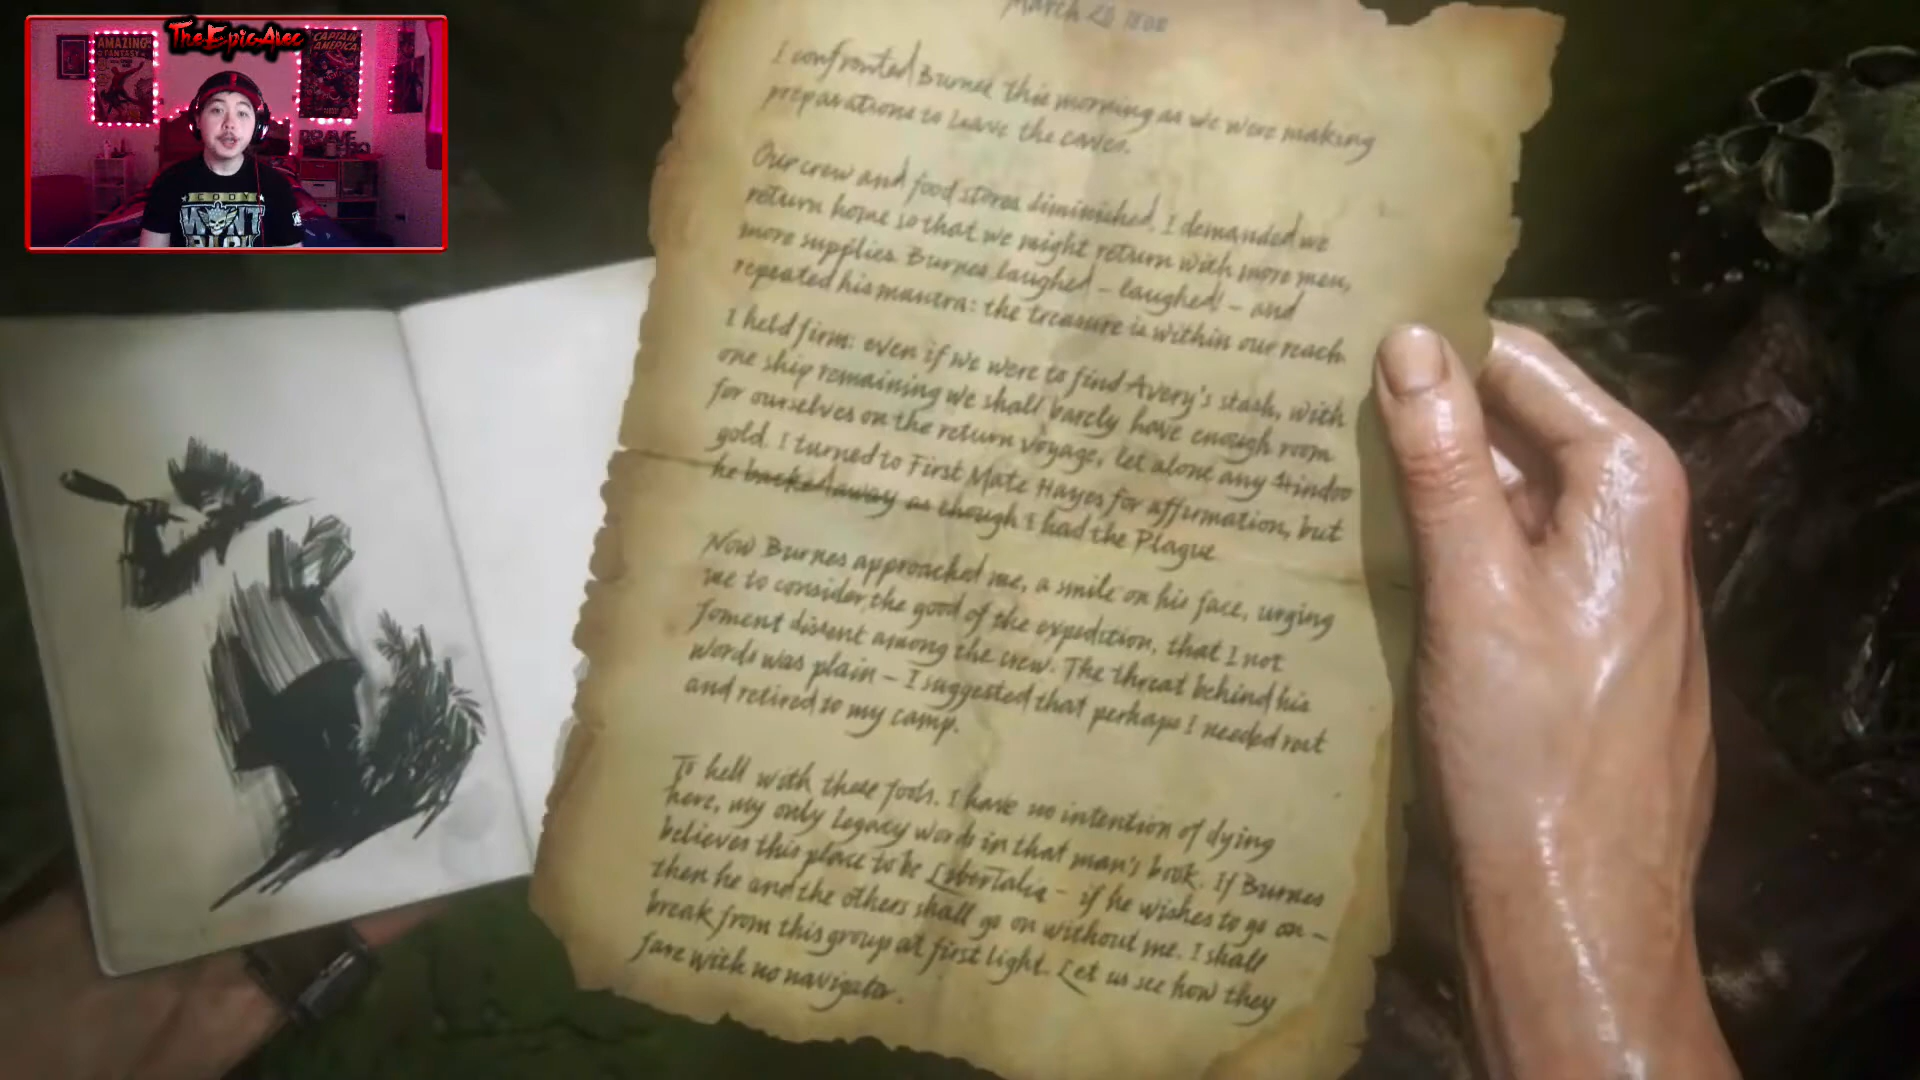 TheEpicAlec
AMAZING
FANTASY
CAPTAIN
AMERICA
BRAVE
CODY
March 20
I confronted Burnes this morning as we were making
preparations to leave the caves.
Our crew and food stores diminished, I demanded we
return home so that we might return with more men,
more supplies. Burnes laughed – laughed! – and
repeated his mantra: the treasure is within our reach.
I held firm: even if we were to find Avery's stash, with
one ship remaining we shall barely have enough room
for ourselves on the return voyage, let alone any Hindoo
gold. I turned to First Mate Hayes for affirmation, but
he backed away as though I had the Plague
Now Burnes approached me, a smile on his face, urging
me to consider the good of the expedition, that I not
foment dissent among the crew. The threat behind his
words was plain – I suggested that perhaps I needed rest
and retired to my camp.
To hell with these fools. I have no intention of dying
here, my only legacy words in that man's book. If Burnes
believes this place to be Libertalia – if he wishes to go on –
then he and the others shall go on without me. I shall
break from this group at first light. Let us see how they
fare with no navigator.